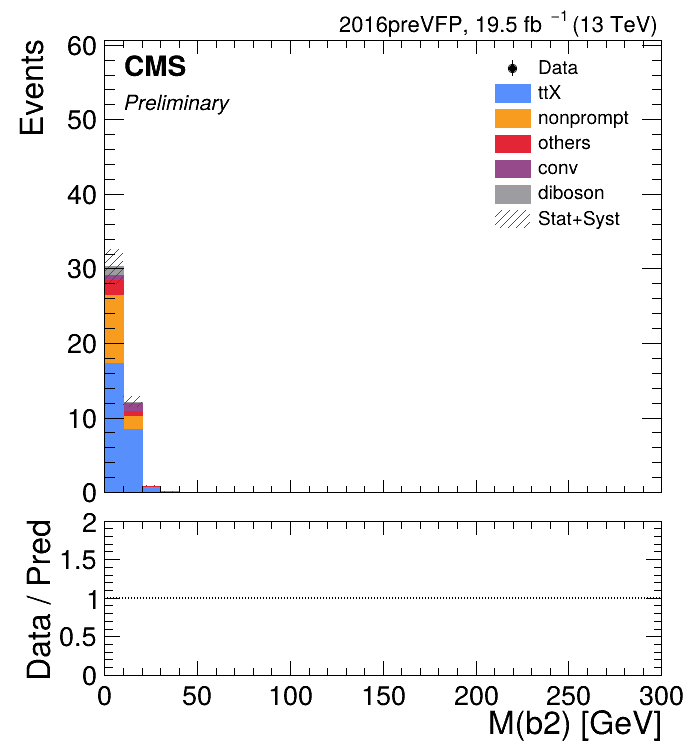 2016preVFP, 19.5 fb⁻¹ (13 TeV)
CMS
Preliminary
Events
60
50
40
30
20
10
0
Data
ttX
nonprompt
others
conv
diboson
Stat+Syst
Data / Pred
2
1.5
1
0.5
0
0 50 100 150 200 250 300
M(b2) [GeV]